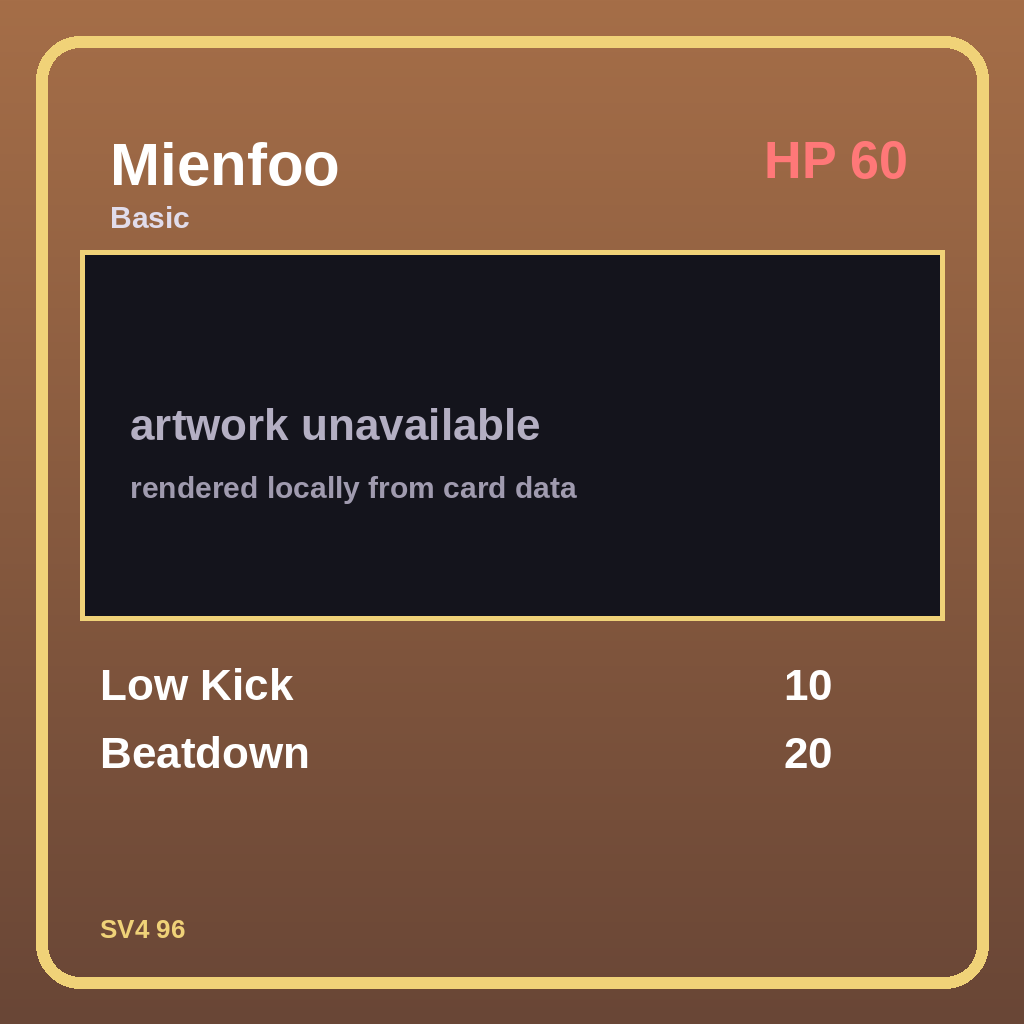 Mienfoo
HP 60
Basic
artwork unavailable
rendered locally from card data
Low Kick 10
Beatdown 20
SV4 96